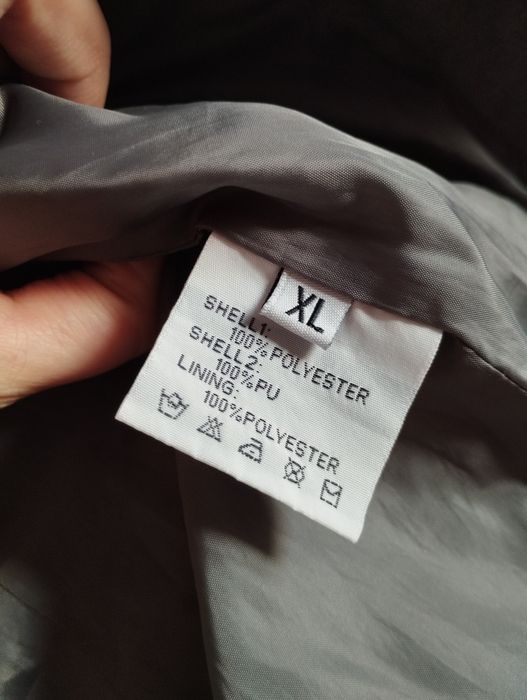 XL
SHELL1:
100%POLYESTER
SHELL2:
100%PU
LINING:
100%POLYESTER